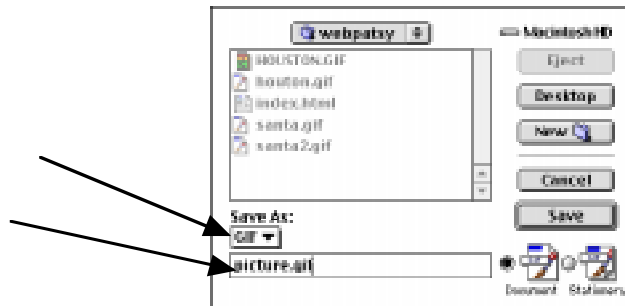 webpatsy
Macintosh HD
HOUSTON.GIF
houston.gif
index.html
santa.gif
santa2.gif
Eject
Desktop
New
Cancel
Save
Save As:
GIF
picture.gif
Document
Stationery